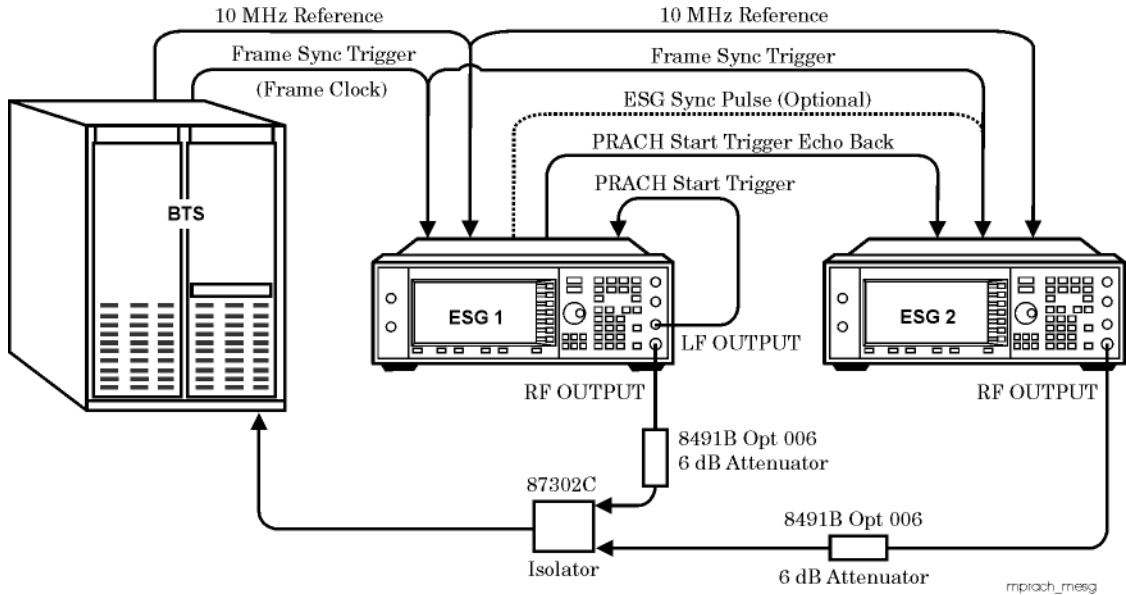 10 MHz Reference
10 MHz Reference
Frame Sync Trigger
(Frame Clock)
Frame Sync Trigger
ESG Sync Pulse (Optional)
PRACH Start Trigger Echo Back
PRACH Start Trigger
BTS
ESG 1
ESG 2
LF OUTPUT
RF OUTPUT
RF OUTPUT
8491B Opt 006
6 dB Attenuator
87302C
Isolator
8491B Opt 006
6 dB Attenuator
mprach_mesg